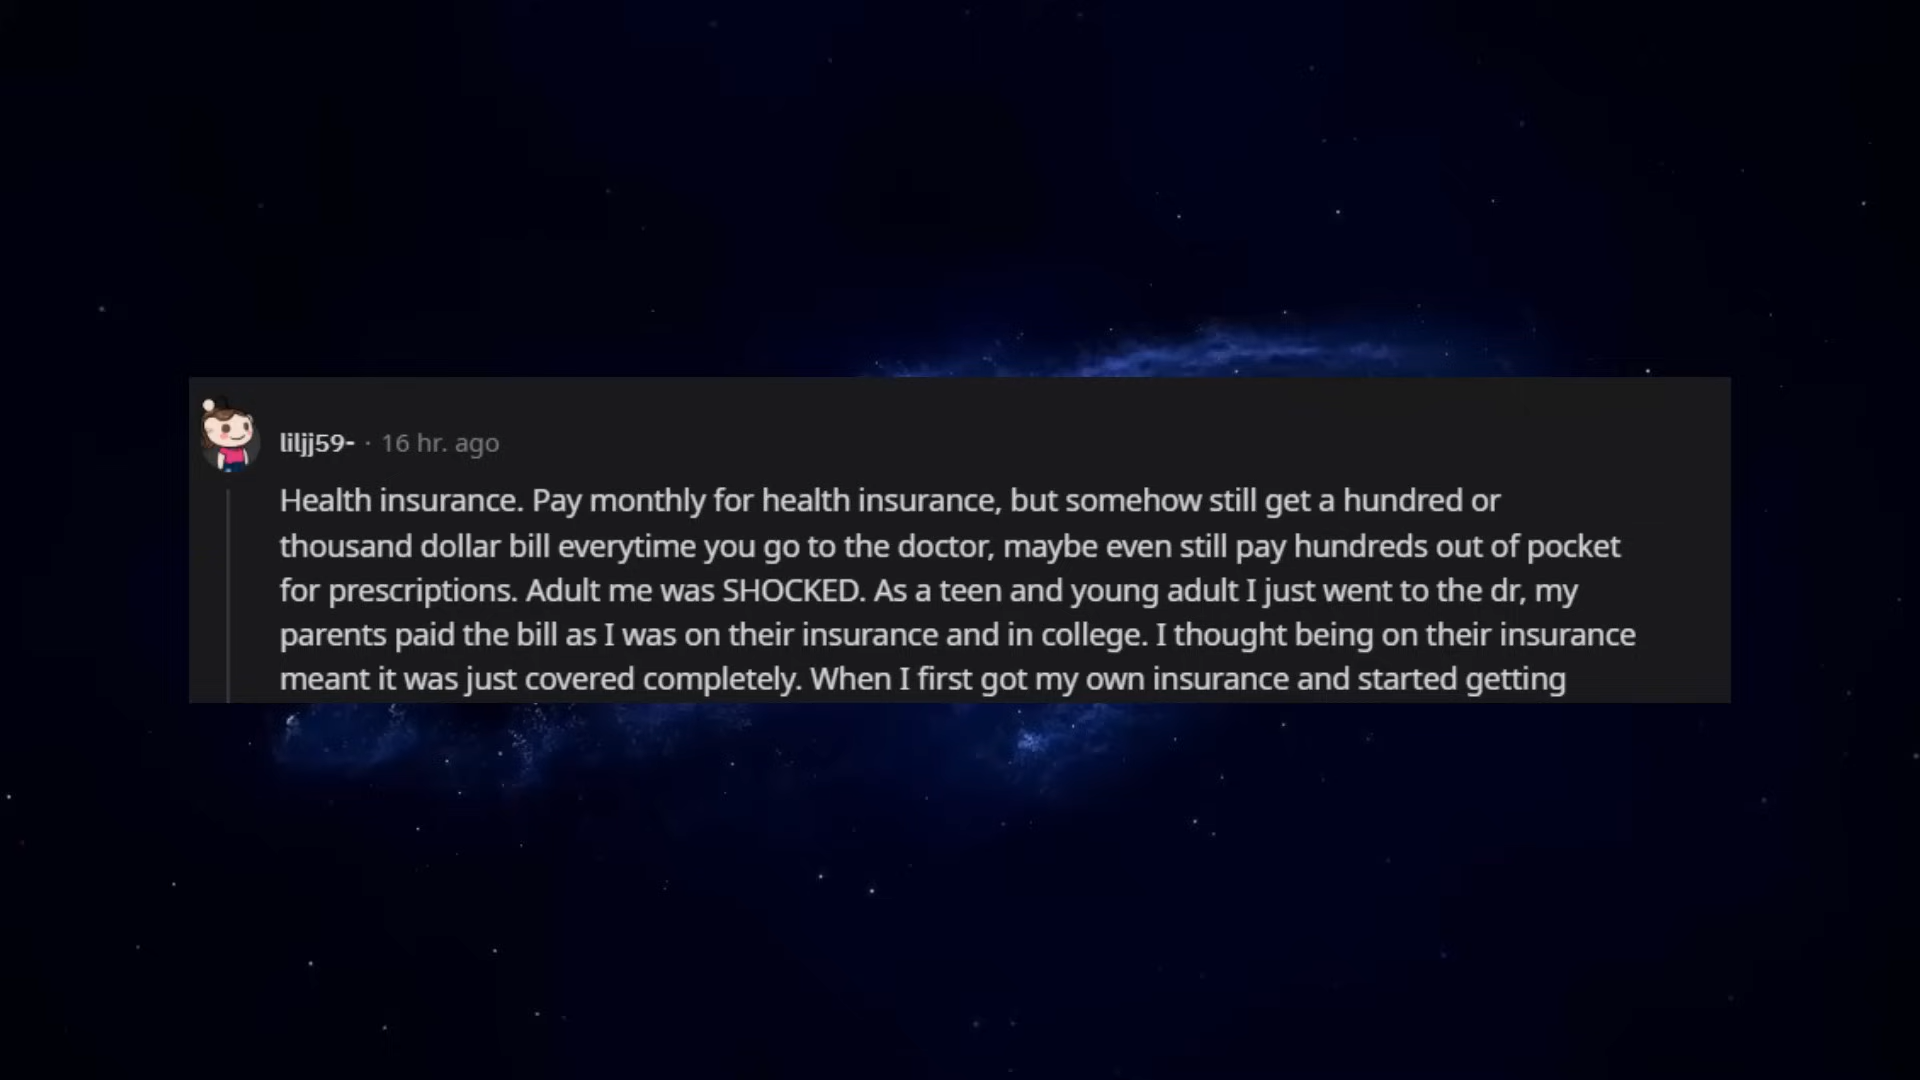 liljj59- · 16 hr. ago
Health insurance. Pay monthly for health insurance, but somehow still get a hundred or
thousand dollar bill everytime you go to the doctor, maybe even still pay hundreds out of pocket
for prescriptions. Adult me was SHOCKED. As a teen and young adult I just went to the dr, my
parents paid the bill as I was on their insurance and in college. I thought being on their insurance
meant it was just covered completely. When I first got my own insurance and started getting